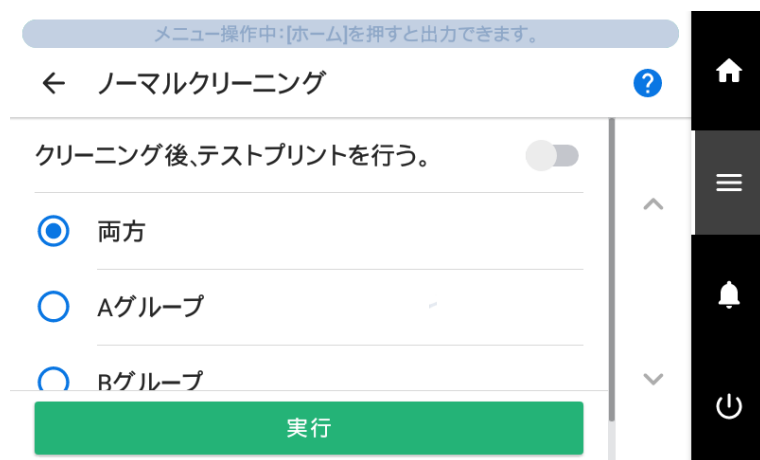 メニュー操作中:[ホーム]を押すと出力できます。
ノーマルクリーニング
クリーニング後、テストプリントを行う。
両方
Aグループ
Bグループ
実行